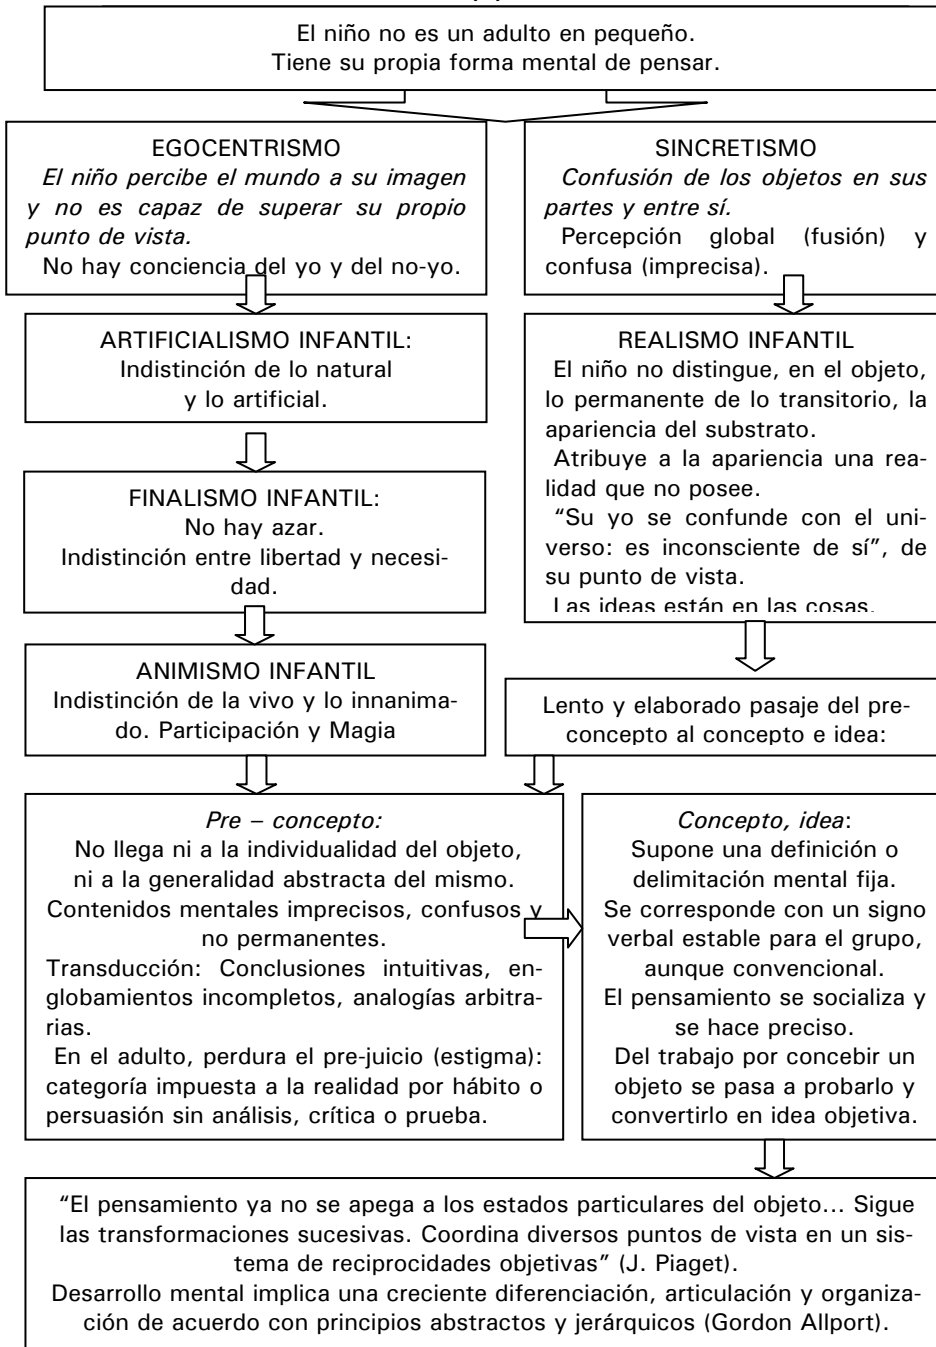 El niño no es un adulto en pequeño.
Tiene su propia forma mental de pensar.
EGOCENTRISMO
El niño percibe el mundo a su imagen
y no es capaz de superar su propio
punto de vista.
No hay conciencia del yo y del no-yo.
SINCRETISMO
Confusión de los objetos en sus
partes y entre sí.
Percepción global (fusión) y
confusa (imprecisa).
ARTIFICIALISMO INFANTIL:
Indistinción de lo natural
y lo artificial.
REALISMO INFANTIL
El niño no distingue, en el objeto,
lo permanente de lo transitorio, la
apariencia del substrato.
Atribuye a la apariencia una rea-
lidad que no posee.
“Su yo se confunde con el uni-
verso: es inconsciente de sí”, de
su punto de vista.
Las ideas están en las cosas.
FINALISMO INFANTIL:
No hay azar.
Indistinción entre libertad y necesi-
dad.
ANIMISMO INFANTIL
Indistinción de la vivo y lo innanima-
do. Participación y Magia
Lento y elaborado pasaje del pre-
concepto al concepto e idea:
Pre – concepto:
No llega ni a la individualidad del objeto,
ni a la generalidad abstracta del mismo.
Contenidos mentales imprecisos, confusos y
no permanentes.
Transducción: Conclusiones intuitivas, en-
globamientos incompletos, analogías arbitra-
rias.
En el adulto, perdura el pre-juicio (estigma):
categoría impuesta a la realidad por hábito o
persuasión sin análisis, crítica o prueba.
Concepto, idea:
Supone una definición o
delimitación mental fija.
Se corresponde con un signo
verbal estable para el grupo,
aunque convencional.
El pensamiento se socializa y
se hace preciso.
Del trabajo por concebir un
objeto se pasa a probarlo y
convertirlo en idea objetiva.
“El pensamiento ya no se apega a los estados particulares del objeto... Sigue
las transformaciones sucesivas. Coordina diversos puntos de vista en un sis-
tema de reciprocidades objetivas” (J. Piaget).
Desarrollo mental implica una creciente diferenciación, articulación y organiza-
ción de acuerdo con principios abstractos y jerárquicos (Gordon Allport).